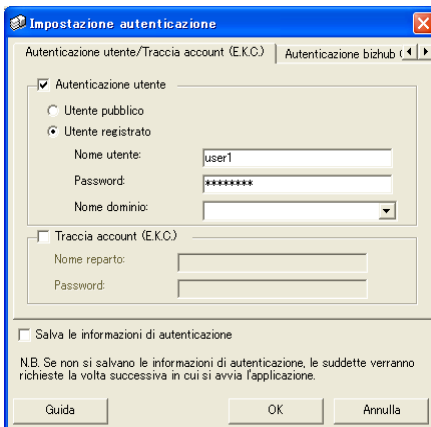 Impostazione autenticazione
Autenticazione utente/Traccia account (E.K.C.) Autenticazione bizhub
Autenticazione utente
Utente pubblico
Utente registrato
Nome utente: user1
Password: ********
Nome dominio:
Traccia account (E.K.C.)
Nome reparto:
Password:
Salva le informazioni di autenticazione
N.B. Se non si salvano le informazioni di autenticazione, le suddette verranno
richieste la volta successiva in cui si avvia l'applicazione.
Guida OK Annulla